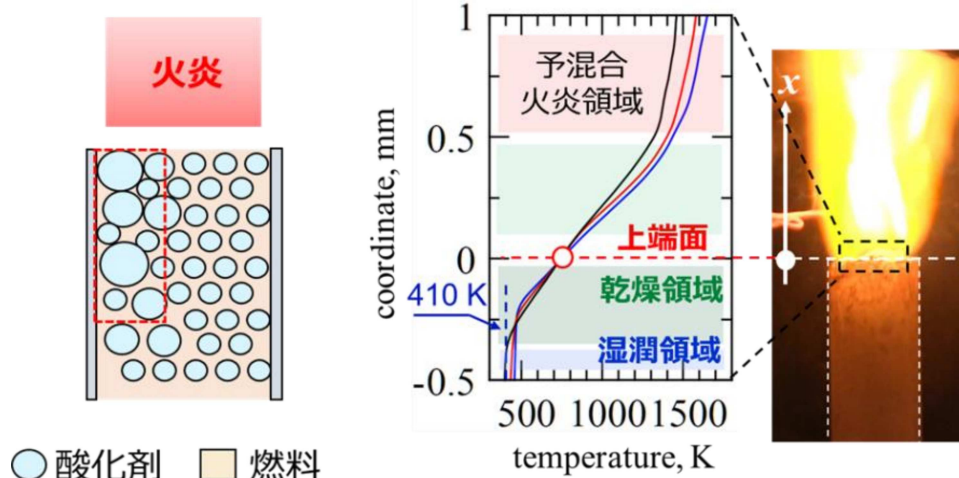 火炎
酸化剤
燃料
coordinate, mm
1
0.5
0
-0.5
予混合
火炎領域
上端面
乾燥領域
湿潤領域
410 K
500
1000
1500
temperature, K
x